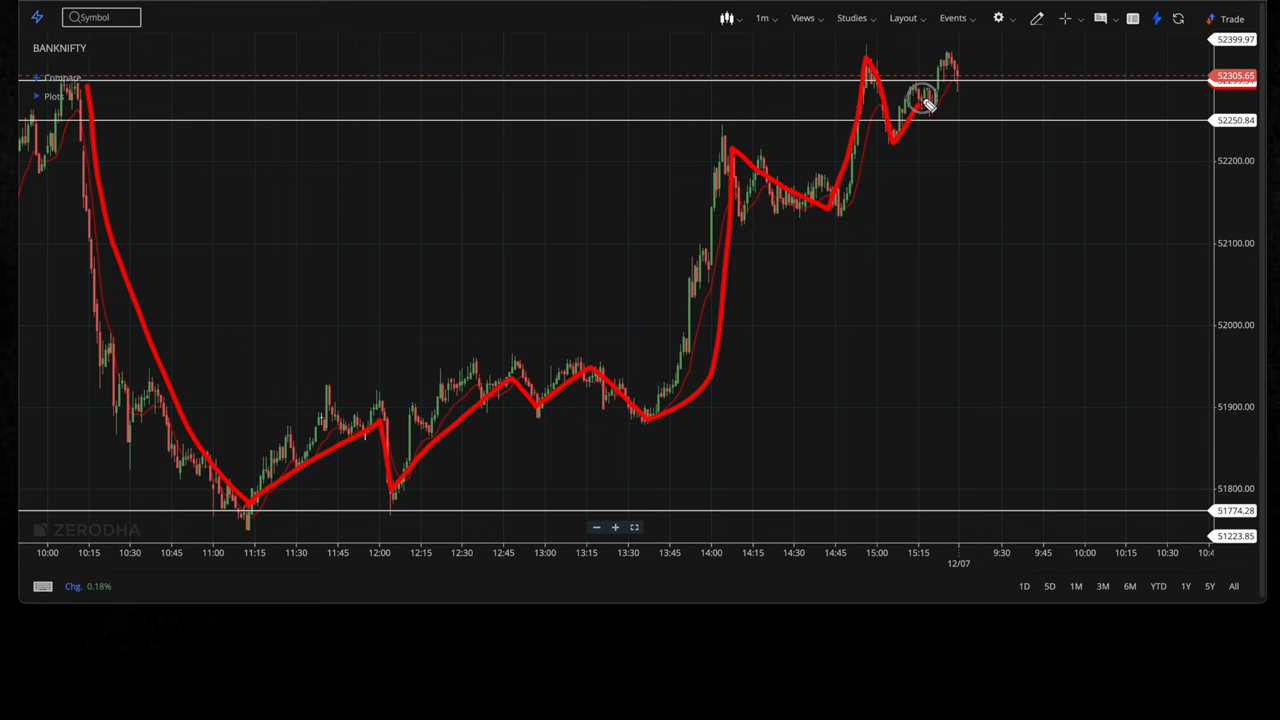 Symbol
1m Views Studies Layout Events Trade
52399.97
BANKNIFTY
Compare
52305.65
Plots
52250.84
52200.00
52100.00
52000.00
51900.00
51800.00
51774.28
ZERODHA
51223.85
10:00 10:15 10:30 10:45 11:00 11:15 11:30 11:45 12:00 12:15 12:30 12:45 13:00 13:15 13:30 13:45 14:00 14:15 14:30 14:45 15:00 15:15 9:30 9:45 10:00 10:15 10:30 10:4
12/07
Chg. 0.18% 1D 5D 1M 3M 6M YTD 1Y 5Y All